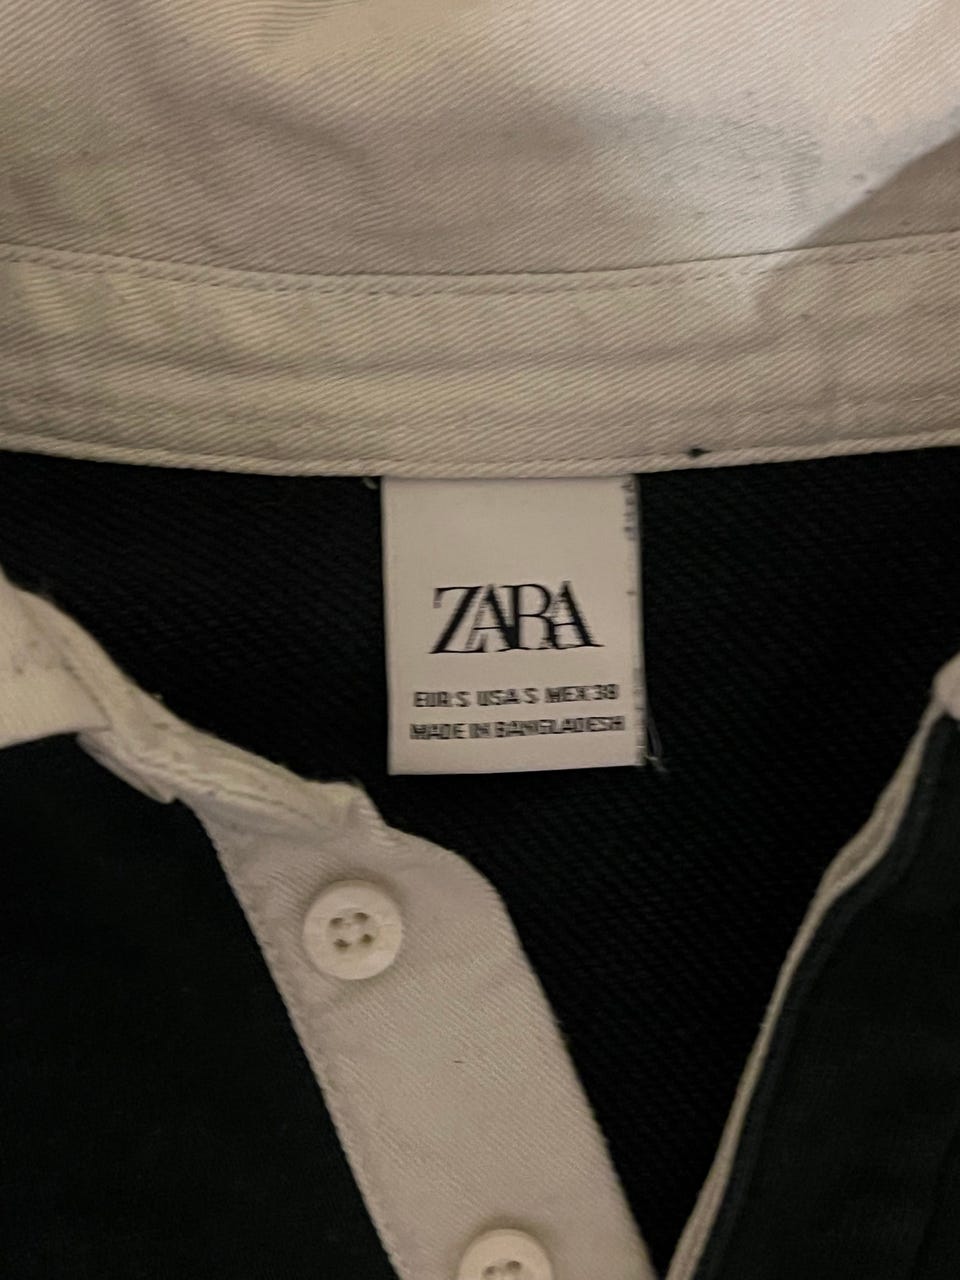 ZARA
EUR S USA S MEX 38
MADE IN BANGLADESH